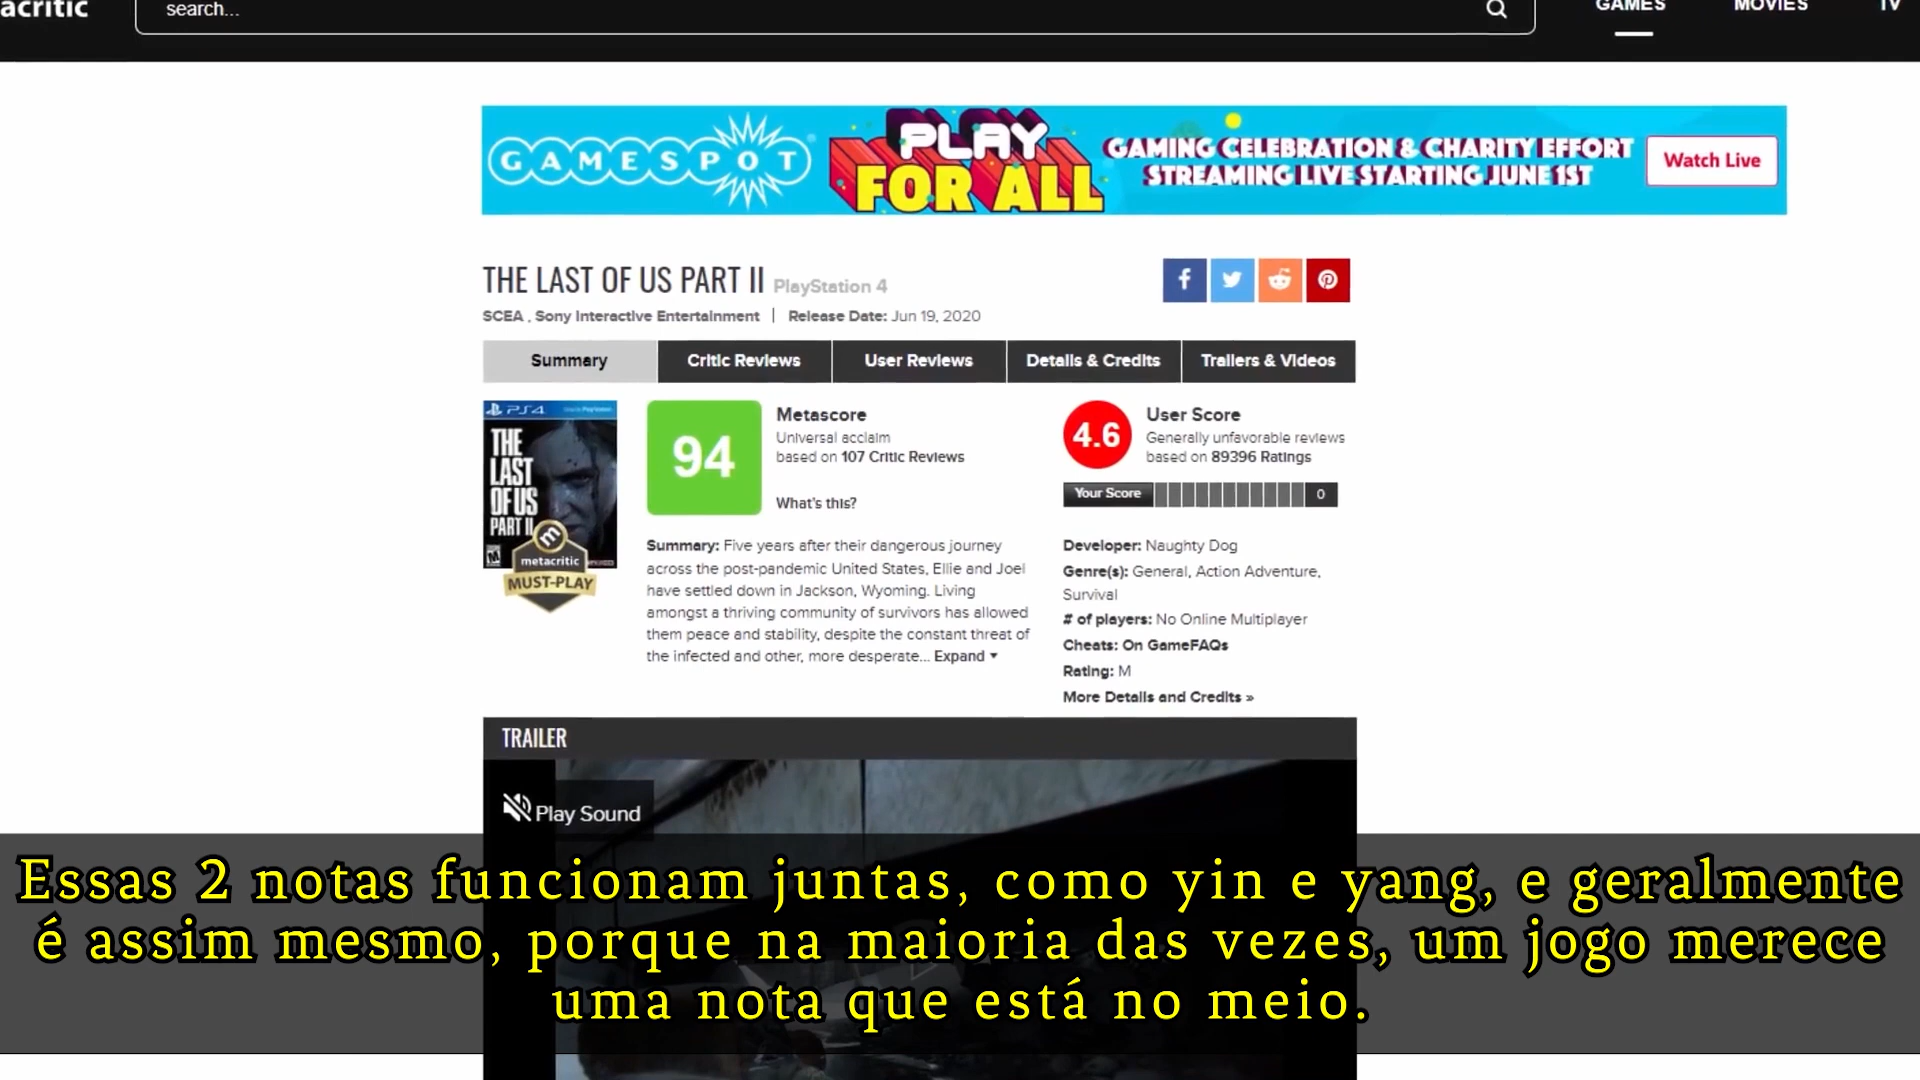 acritic
search...
GAMES
MOVIES
TV
GAMESPOT
PLAY
FOR ALL
GAMING CELEBRATION & CHARITY EFFORT
STREAMING LIVE STARTING JUNE 1ST
Watch Live
THE LAST OF US PART II PlayStation 4
SCEA , Sony Interactive Entertainment | Release Date: Jun 19, 2020
Summary
Critic Reviews
User Reviews
Details & Credits
Trailers & Videos
PS4
THE
LAST
OF US
PART II
M
metacritic
MUST-PLAY
94
Metascore
Universal acclaim
based on 107 Critic Reviews
What's this?
Summary: Five years after their dangerous journey
across the post-pandemic United States, Ellie and Joel
have settled down in Jackson, Wyoming. Living
amongst a thriving community of survivors has allowed
them peace and stability, despite the constant threat of
the infected and other, more desperate... Expand ▾
4.6
User Score
Generally unfavorable reviews
based on 89396 Ratings
Your Score
0
Developer: Naughty Dog
Genre(s): General, Action Adventure,
Survival
# of players: No Online Multiplayer
Cheats: On GameFAQs
Rating: M
More Details and Credits »
TRAILER
Play Sound
Essas 2 notas funcionam juntas, como yin e yang, e geralmente
é assim mesmo, porque na maioria das vezes, um jogo merece
uma nota que está no meio.